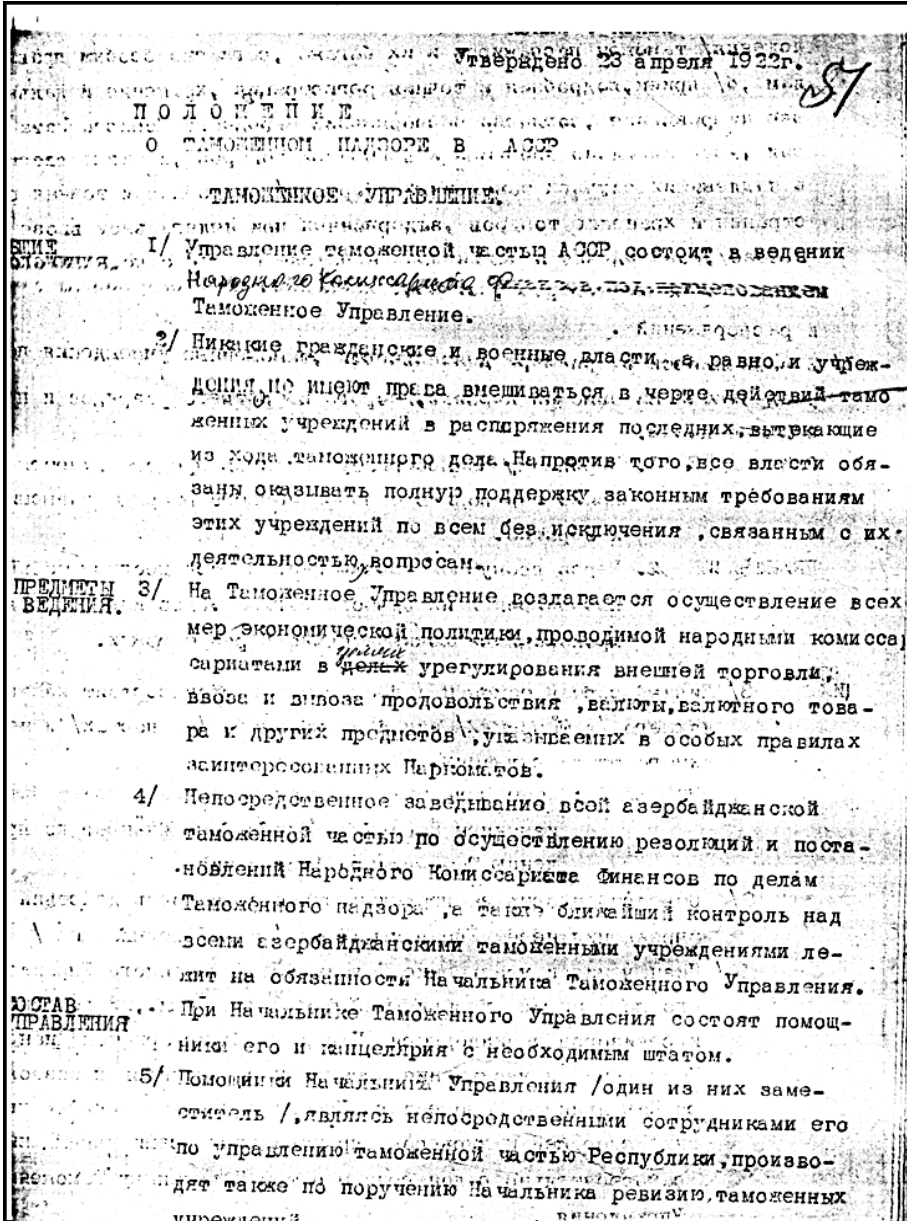 Утверждено 23 апреля 1922г.
57
ПОЛОЖЕНИЕ
О ТАМОЖЕННОМ НАДЗОРЕ В АССР
ТАМОЖЕННОЕ УПРАВЛЕНИЕ.
1/ Управление таможенной частью АССР состоит в ведении
Народного Комиссариата под наименованием
Таможенное Управление.
2/ Никакие гражданские и военные власти, а равно и учреж-
дения не имеют права вмешиваться в черте действий тамо
женных учреждений в распоряжения последних, вытекающие
из хода таможенного дела. Напротив того, все власти обя-
заны оказывать полную поддержку законным требованиям
этих учреждений по всем без исключения, связанным с их
деятельностью, вопросам.
ПРЕДМЕТЫ
ВЕДЕНИЯ.
3/ На Таможенное Управление возлагается осуществление всех
мер экономической политики, проводимой народными комисса
сариатами в целях урегулирования внешней торговли,
ввоза и вывоза продовольствия, валюты, валютного това-
ра и других предметов, указываемых в особых правилах
заинтересованных Наркоматов.
4/ Непосредственное заведывание всей азербайджанской
таможенной частью по осуществлению резолюций и поста-
новлений Народного Комиссариата Финансов по делам
Таможенного надзора, а также ближайший контроль над
всеми азербайджанскими таможенными учреждениями ле-
жит на обязанности Начальника Таможенного Управления.
ОСТАВ
ПРАВЛЕНИЯ
При Начальнике Таможенного Управления состоят помощ-
ники его и канцелярия с необходимым штатом.
5/ Помощники Начальника Управления /один из них заме-
ститель/, являясь непосредственными сотрудниками его
по управлению таможенной частью Республики, произво-
дят также по поручению Начальника ревизию таможенных
учреждений